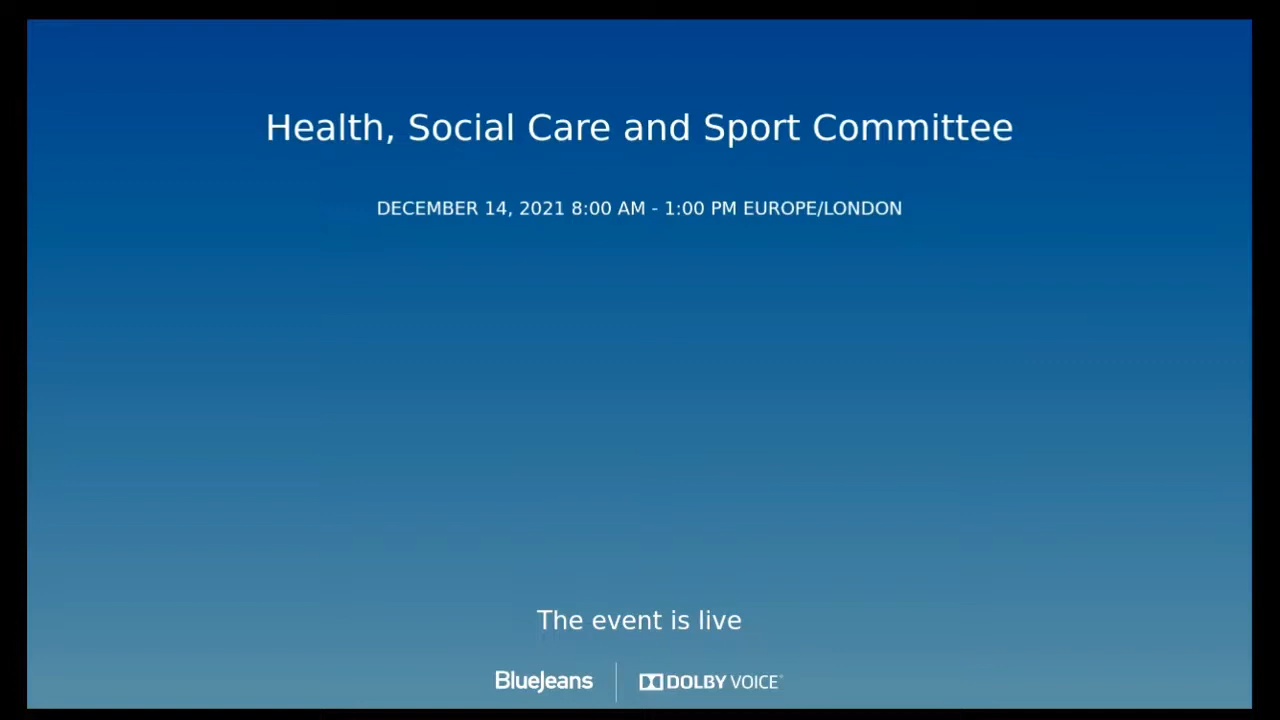 Health, Social Care and Sport Committee
DECEMBER 14, 2021 8:00 AM - 1:00 PM EUROPE/LONDON
The event is live
BlueJeans
DOLBY VOICE